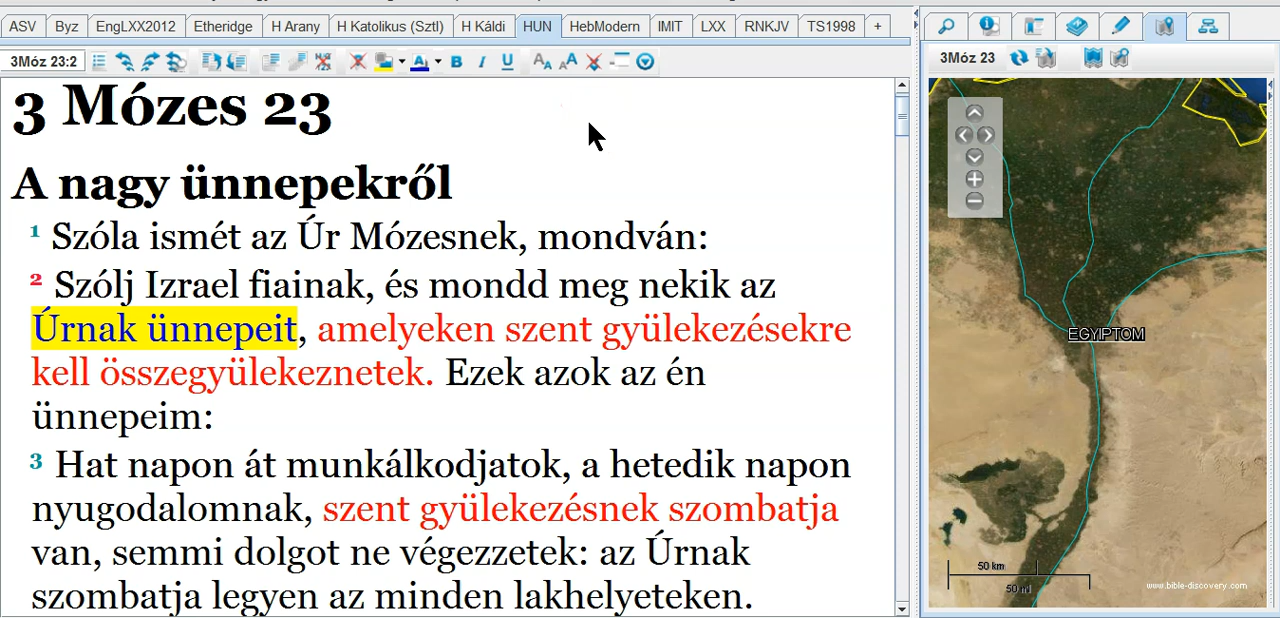 ASV Byz EngLXX2012 Ethridge H Arany H Katolikus (Sztl) H Káldi HUN HebModern IMIT LXX RNKJV TS1998 +
3Móz 23:2
3Móz 23
3 Mózes 23
A nagy ünnepekről
1 Szóla ismét az Úr Mózesnek, mondván:
2 Szólj Izrael fiainak, és mondd meg nekik az
Úrnak ünnepeit, amelyeken szent gyülekezésekre
kell összegyülekeznetek. Ezek azok az én
ünnepeim:
3 Hat napon át munkálkodjatok, a hetedik napon
nyugodalomnak, szent gyülekezésnek szombatja
van, semmi dolgot ne végezzetek: az Úrnak
szombatja legyen az minden lakhelyeteken.
EGYIPTOM
50 km
50 ml
www.bible-discovery.com